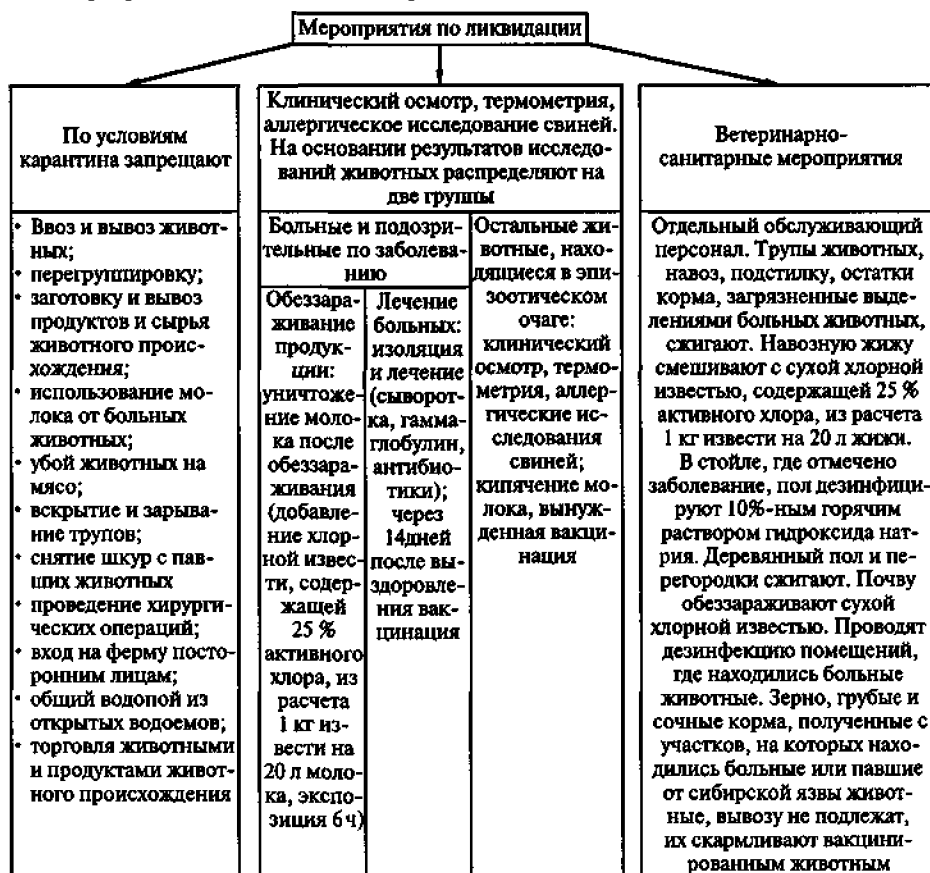 Мероприятия по ликвидации
По условиям
карантина запрещают
• Ввоз и вывоз живот-
ных;
• перегруппировку;
• заготовку и вывоз
продуктов и сырья
животного проис-
хождения;
• использование мо-
лока от больных
животных;
• убой животных на
мясо;
• вскрытие и зарыва-
ние трупов;
• снятие шкур с пав-
ших животных
• проведение хирурги-
ческих операций;
• вход на ферму посто-
ронним лицам;
• общий водопой из
открытых водоемов;
• торговля животными
и продуктами живот-
ного происхождения
Клинический осмотр, термометрия,
аллергическое исследование свиней.
На основании результатов исследо-
ваний животных распределяют на
две группы
Больные и подозри-
тельные по заболева-
нию
Обеззара-
живание
продук-
ции:
уничтоже-
ние моло-
ка после
обеззара-
живания
(добавле-
ние хлор-
ной извес-
ти, содер-
жащей
25 %
активного
хлора, из
расчета
1 кг из-
вести на
20 л моло-
ка, экспо-
зиция 6 ч)
Лечение
больных:
изоляция
и лечение
(сыворот-
ка, гамма-
глобулин,
антибио-
тики);
через
14дней
после вы-
здоровле-
ния вак-
цинация
Остальные жи-
вотные, нахо-
дящиеся в эпи-
зоотическом
очаге:
клинический
осмотр, термо-
метрия, аллер-
гические ис-
следования
свиней;
кипячение мо-
лока, вынуж-
денная вакци-
нация
Ветеринарно-
санитарные мероприятия
Отдельный обслуживающий
персонал. Трупы животных,
навоз, подстилку, остатки
корма, загрязненные выде-
лениями больных животных,
сжигают. Навозную жижу
смешивают с сухой хлорной
известью, содержащей 25 %
активного хлора, из расчета
1 кг извести на 20 л жижи.
В стойле, где отмечено
заболевание, пол дезинфици-
руют 10%-ным горячим
раствором гидроксида нат-
рия. Деревянный пол и пе-
регородки сжигают. Почву
обеззараживают сухой
хлорной известью. Проводят
дезинфекцию помещений,
где находились больные
животные. Зерно, грубые и
сочные корма, полученные с
участков, на которых нахо-
дились больные или павшие
от сибирской язвы живот-
ные, вывозу не подлежат,
их скармливают вакцини-
рованным животным